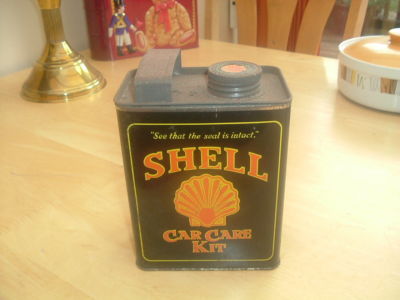 "See that the seal is intact."
SHELL
CAR CARE
KIT